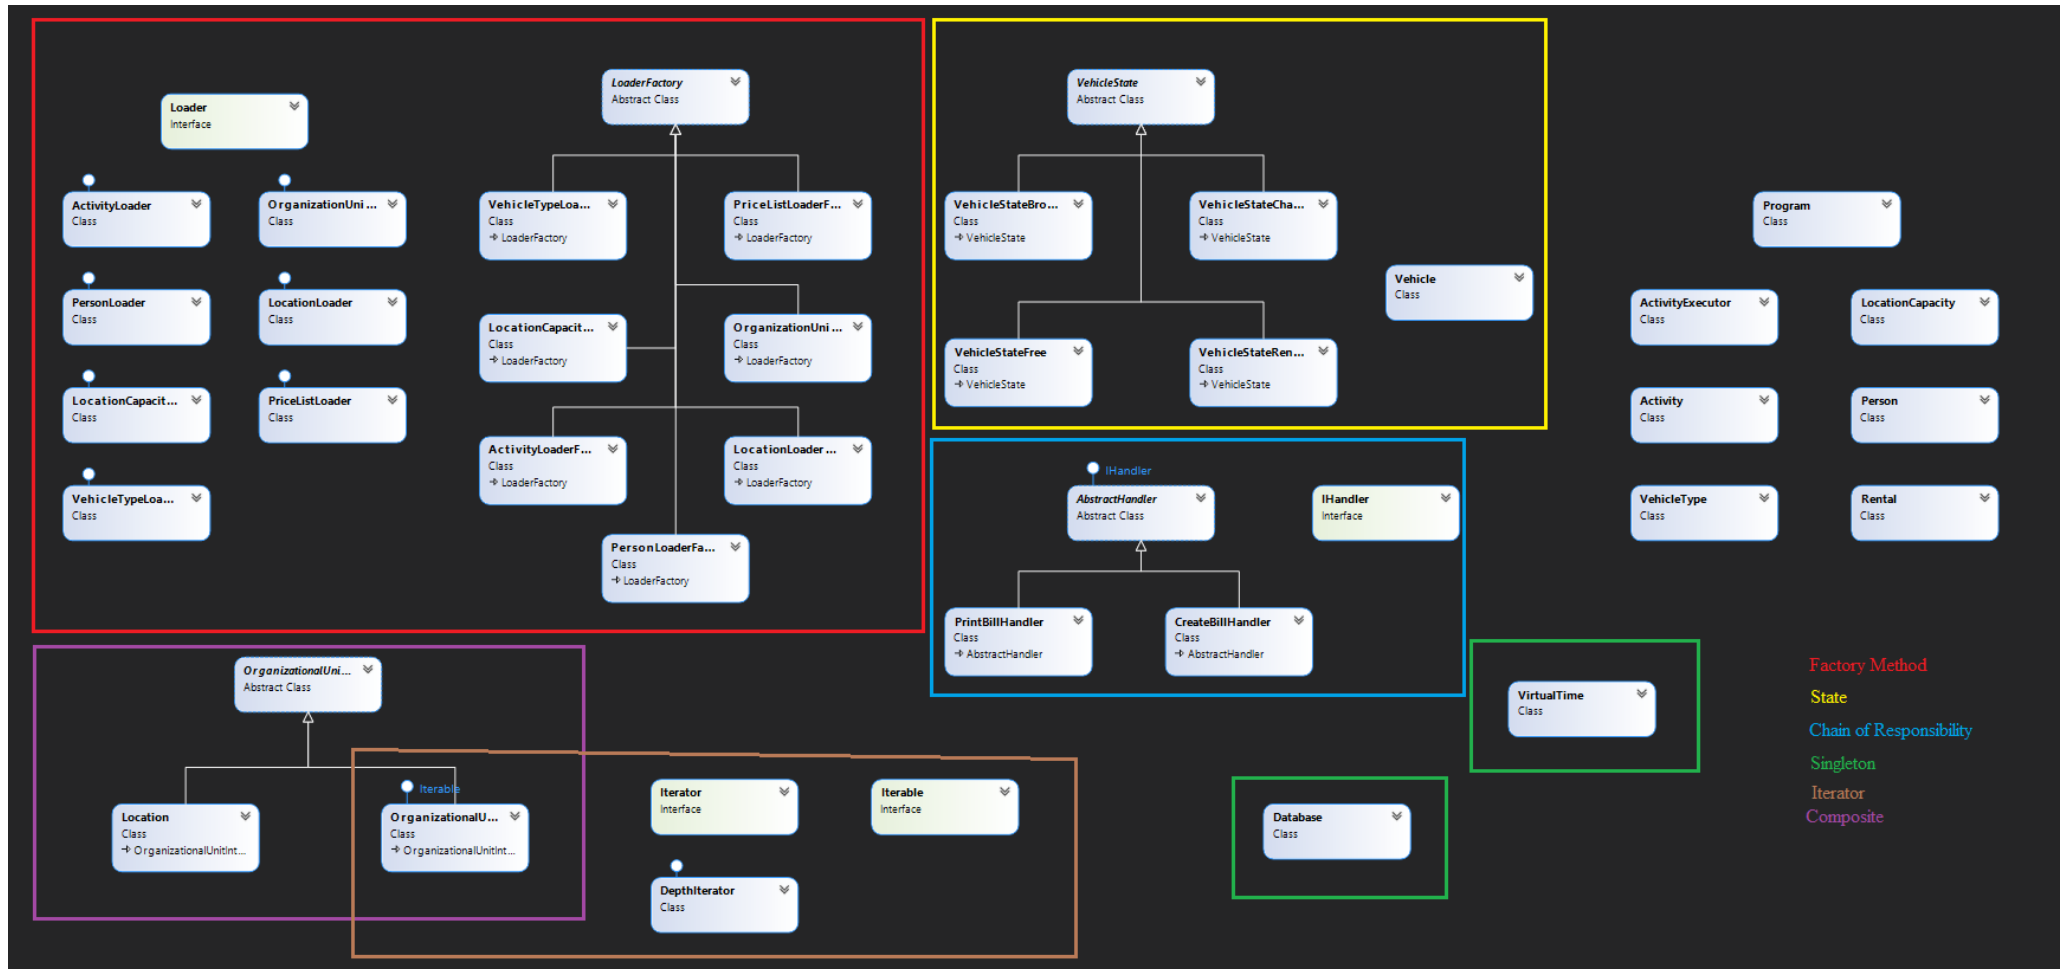 Loader
Interface
ActivityLoader
Class
OrganizationUni ...
Class
PersonLoader
Class
LocationLoader
Class
LocationCapacit...
Class
PriceListLoader
Class
VehicleTypeLoa...
Class
LoaderFactory
Abstract Class
VehicleTypeLoa...
Class
LoaderFactory
PriceListLoaderF...
Class
LoaderFactory
LocationCapacit...
Class
LoaderFactory
OrganizationUni ...
Class
LoaderFactory
ActivityLoaderF...
Class
LoaderFactory
LocationLoader ...
Class
LoaderFactory
PersonLoaderFa...
Class
LoaderFactory
VehicleState
Abstract Class
VehicleStateBro...
Class
VehicleState
VehicleStateCha...
Class
VehicleState
Vehicle
Class
VehicleStateFree
Class
VehicleState
VehicleStateRen...
Class
VehicleState
IHandler
AbstractHandler
Abstract Class
IHandler
Interface
PrintBillHandler
Class
AbstractHandler
CreateBillHandler
Class
AbstractHandler
Program
Class
ActivityExecutor
Class
LocationCapacity
Class
Activity
Class
Person
Class
VehicleType
Class
Rental
Class
OrganizationalUni...
Abstract Class
Location
Class
OrganizationalUnitInt...
Iterable
OrganizationalU...
Class
OrganizationalUnitInt...
Iterator
Interface
Iterable
Interface
DepthIterator
Class
Database
Class
VirtualTime
Class
Factory Method
State
Chain of Responsibility
Singleton
Iterator
Composite